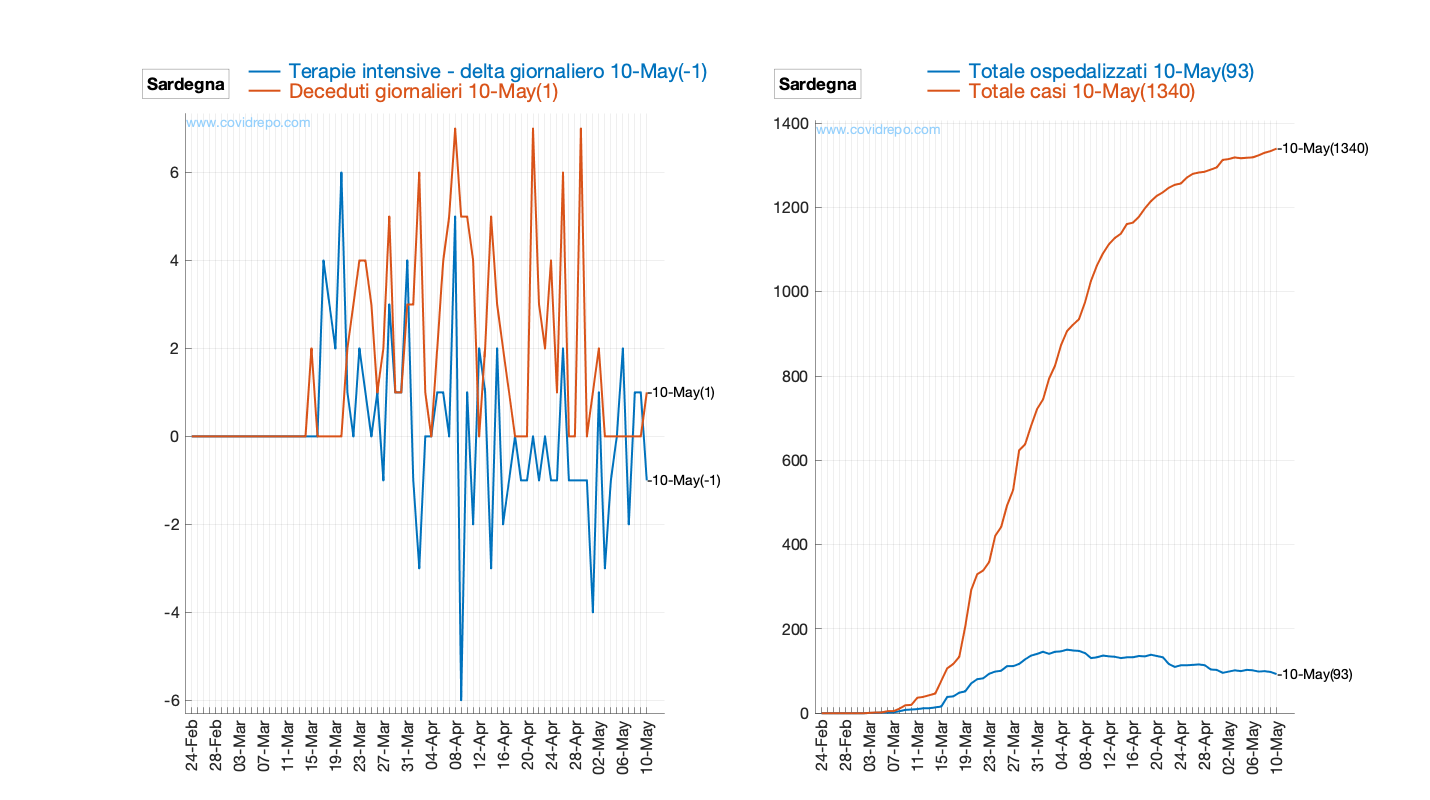 Sardegna
Terapie intensive - delta giornaliero 10-May(-1)
Deceduti giornalieri 10-May(1)
www.covidrepo.com
6
4
2
0
-2
-4
-6
-10-May(1)
-10-May(-1)
24-Feb
28-Feb
03-Mar
07-Mar
11-Mar
15-Mar
19-Mar
23-Mar
27-Mar
31-Mar
04-Apr
08-Apr
12-Apr
16-Apr
20-Apr
24-Apr
29-Apr
02-May
06-May
10-May
Sardegna
Totale ospedalizzati 10-May(93)
Totale casi 10-May(1340)
www.covidrepo.com
1400
1200
1000
800
600
400
200
0
-10-May(1340)
-10-May(93)
24-Feb
28-Feb
03-Mar
07-Mar
11-Mar
15-Mar
19-Mar
23-Mar
27-Mar
31-Mar
04-Apr
08-Apr
12-Apr
16-Apr
20-Apr
24-Apr
29-Apr
02-May
06-May
10-May